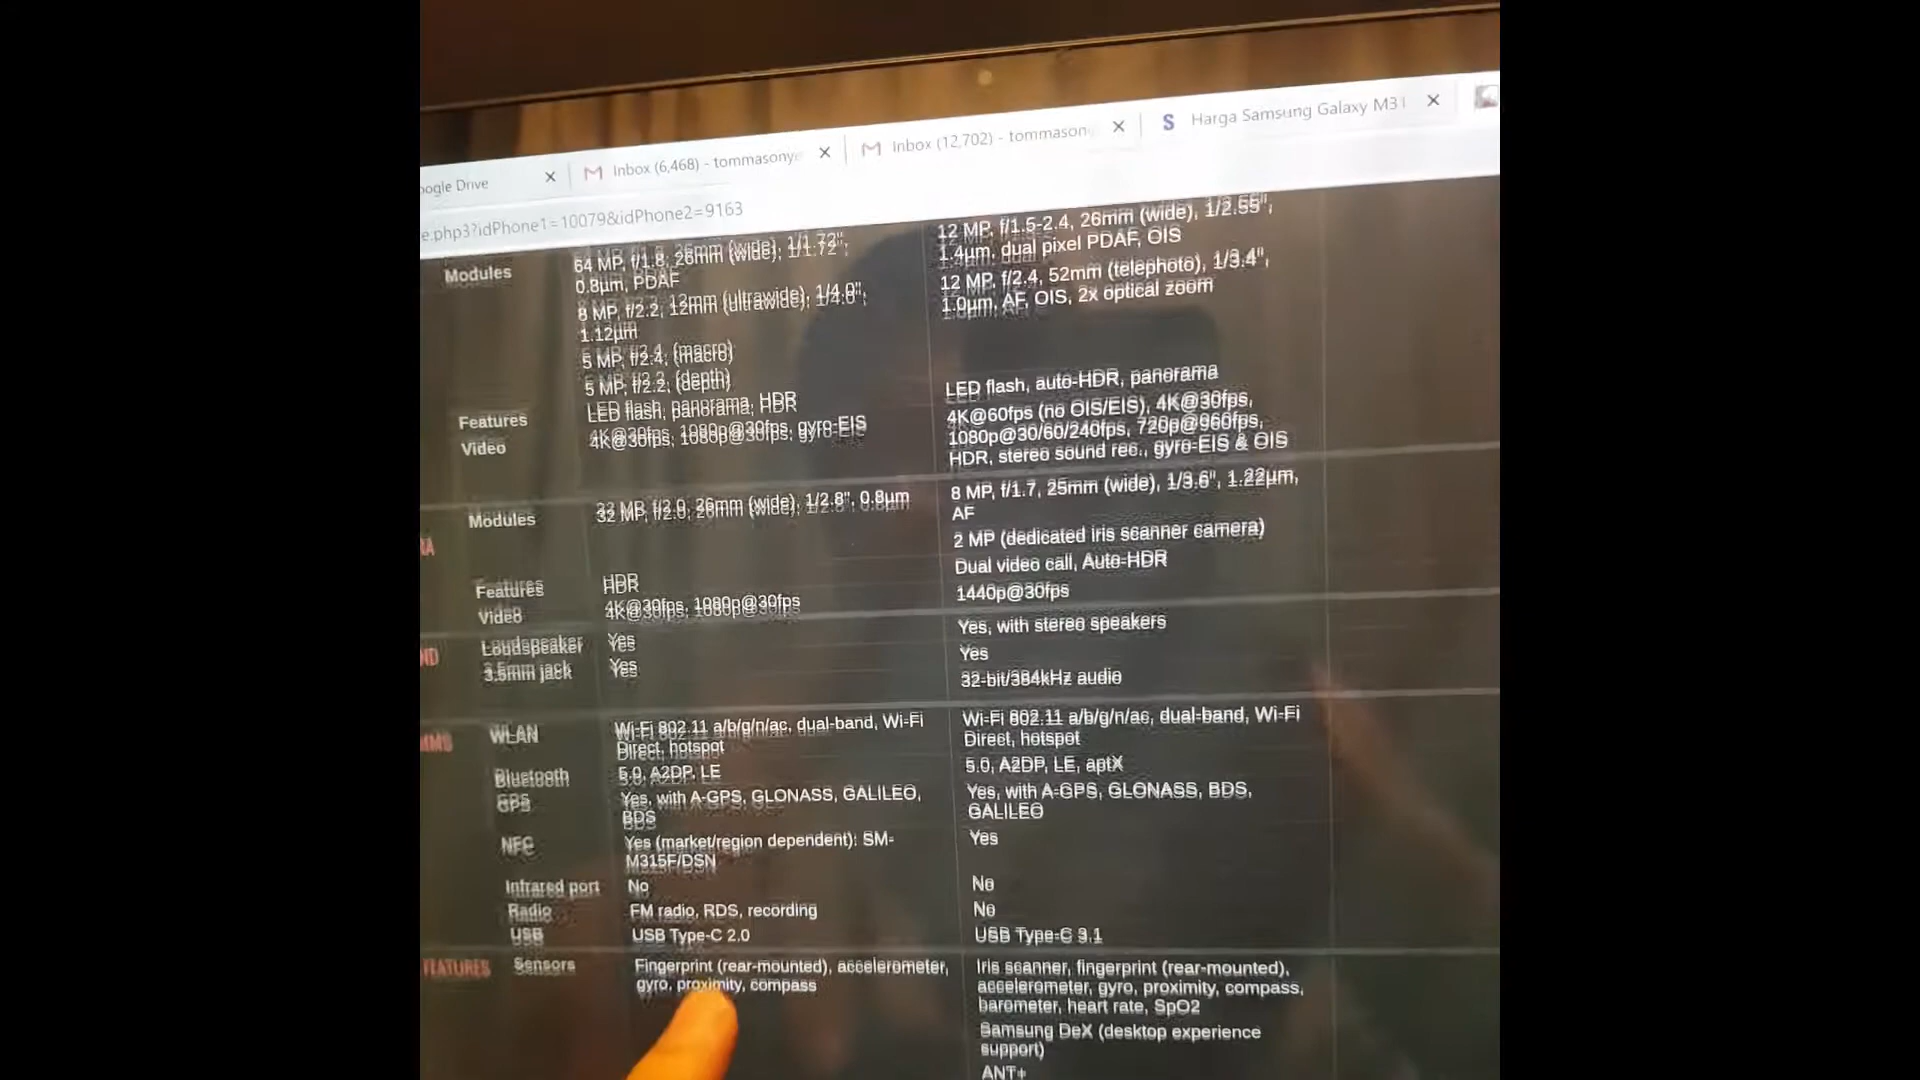 oogle Drive
Inbox (6,468) - tommasonye
Inbox (12,702) - tommason
S Harga Samsung Galaxy M31
e.php3?idPhone1=10079&idPhone2=9163
Modules
64 MP, f/1.8, 26mm (wide), 1/1.72",
0.8µm, PDAF
8 MP, f/2.2, 12mm (ultrawide), 1/4.0",
1.12µm
5 MP, f/2.4, (macro)
5 MP, f/2.2, (depth)
12 MP, f/1.5-2.4, 26mm (wide), 1/2.55",
1.4µm, dual pixel PDAF, OIS
12 MP, f/2.4, 52mm (telephoto), 1/3.4",
1.0µm, AF, OIS, 2x optical zoom
Features
LED flash, panorama, HDR
LED flash, auto-HDR, panorama
Video
4K@30fps, 1080p@30fps, gyro-EIS
4K@60fps (no OIS/EIS), 4K@30fps,
1080p@30/60/240fps, 720p@960fps,
HDR, stereo sound rec., gyro-EIS & OIS
RA
Modules
32 MP, f/2.0, 26mm (wide), 1/2.8", 0.8µm
8 MP, f/1.7, 25mm (wide), 1/3.6", 1.22µm,
AF
2 MP (dedicated iris scanner camera)
Features
HDR
Dual video call, Auto-HDR
Video
4K@30fps, 1080p@30fps
1440p@30fps
ND
Loudspeaker
Yes
Yes, with stereo speakers
3.5mm jack
Yes
Yes
32-bit/384kHz audio
MMS
WLAN
Wi-Fi 802.11 a/b/g/n/ac, dual-band, Wi-Fi
Direct, hotspot
Wi-Fi 802.11 a/b/g/n/ac, dual-band, Wi-Fi
Direct, hotspot
Bluetooth
5.0, A2DP, LE
5.0, A2DP, LE, aptX
GPS
Yes, with A-GPS, GLONASS, GALILEO,
BDS
Yes, with A-GPS, GLONASS, BDS,
GALILEO
NFC
Yes (market/region dependent): SM-
M315F/DSN
Yes
Infrared port
No
No
Radio
FM radio, RDS, recording
No
USB
USB Type-C 2.0
USB Type-C 3.1
FEATURES
Sensors
Fingerprint (rear-mounted), accelerometer,
gyro, proximity, compass
Iris scanner, fingerprint (rear-mounted),
accelerometer, gyro, proximity, compass,
barometer, heart rate, SpO2
Samsung DeX (desktop experience
support)
ANT+